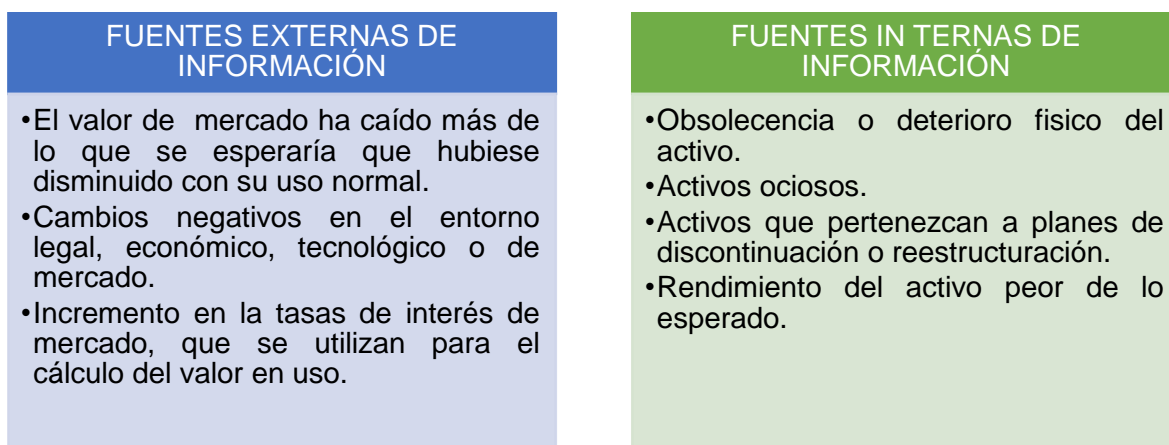 FUENTES EXTERNAS DE
INFORMACIÓN
•El valor de mercado ha caído más de
lo que se esperaría que hubiese
disminuido con su uso normal.
•Cambios negativos en el entorno
legal, económico, tecnológico o de
mercado.
•Incremento en la tasas de interés de
mercado, que se utilizan para el
cálculo del valor en uso.
FUENTES IN TERNAS DE
INFORMACIÓN
•Obsolecencia o deterioro fisico del
activo.
•Activos ociosos.
•Activos que pertenezcan a planes de
discontinuación o reestructuración.
•Rendimiento del activo peor de lo
esperado.